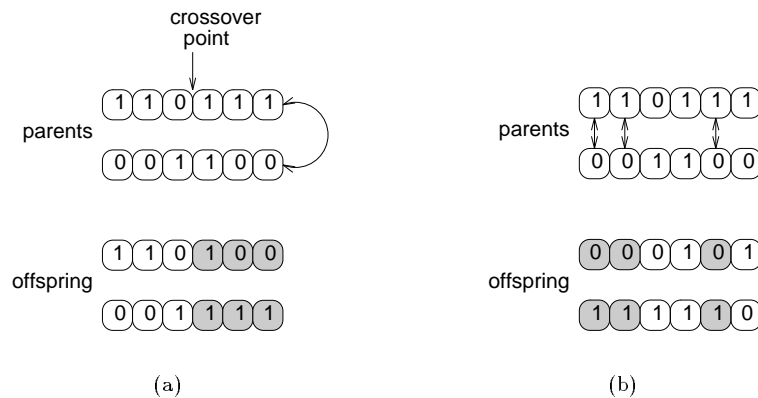 crossover
point
1 1 0 1 1 1
parents
0 0 1 1 0 0
1 1 0 1 0 0
offspring
0 0 1 1 1 1
(a)
1 1 0 1 1 1
parents
0 0 1 1 0 0
0 0 0 1 0 1
offspring
1 1 1 1 1 0
(b)